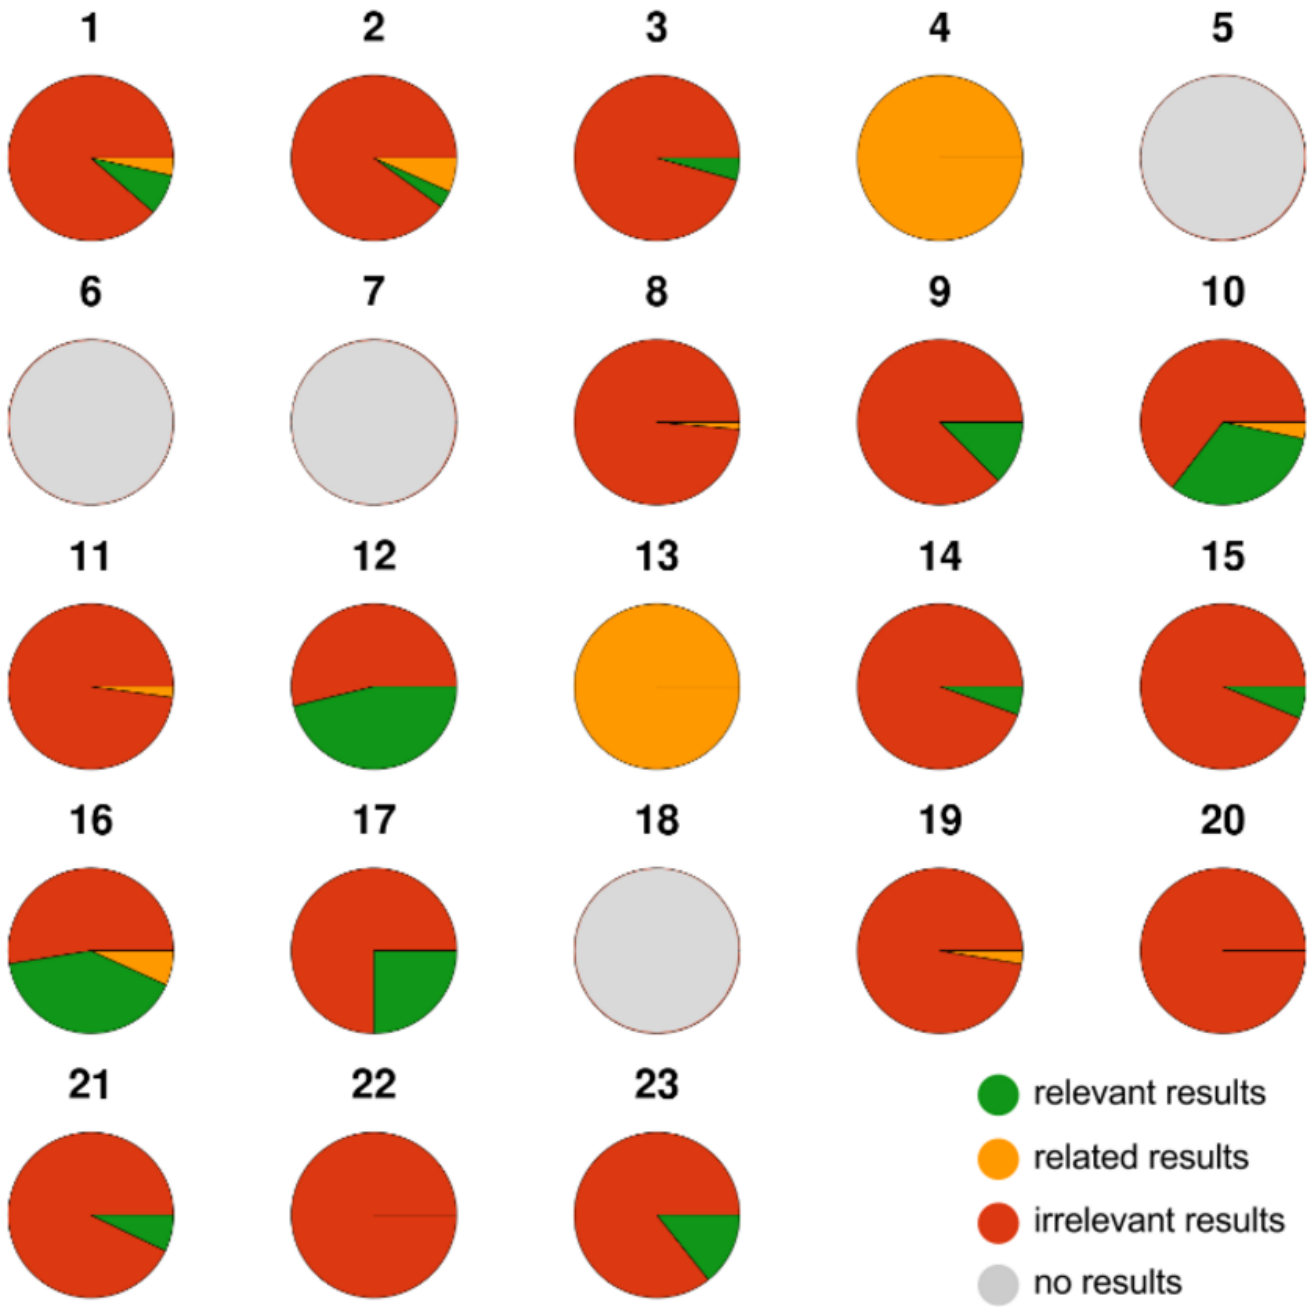 1 2 3 4 5
6 7 8 9 10
11 12 13 14 15
16 17 18 19 20
21 22 23
relevant results
related results
irrelevant results
no results